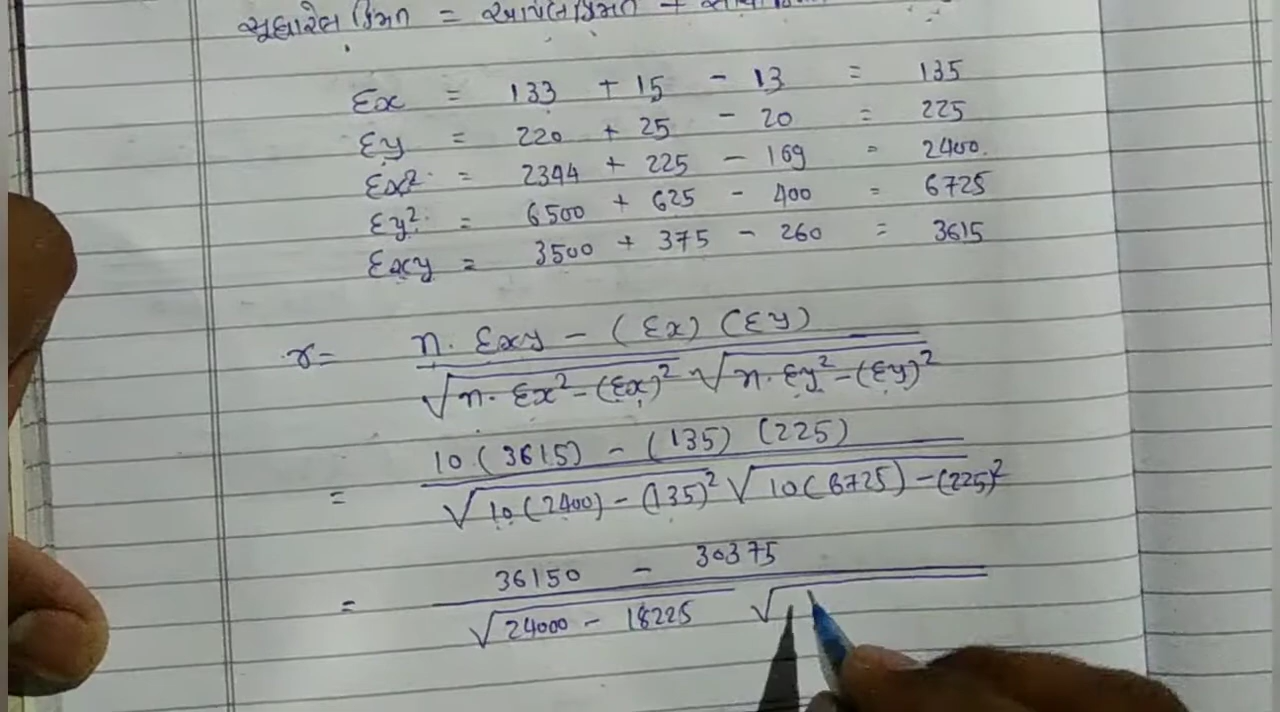 સુધારેલ કિંમત = આપેલ કિંમત +
Σx = 133 + 15 - 13 = 135
Σy = 220 + 25 - 20 = 225
Σx² = 2344 + 225 - 169 = 2400
Σy² = 6500 + 625 - 400 = 6725
Σxy = 3500 + 375 - 260 = 3615
r = n. Σxy - (Σx) (Σy)
√n. Σx² - (Σx)² √n. Σy² - (Σy)²
= 10 (3615) - (135) (225)
√10 (2400) - (135)² √10 (6725) - (225)²
= 36150 - 30375
√24000 - 18225 √